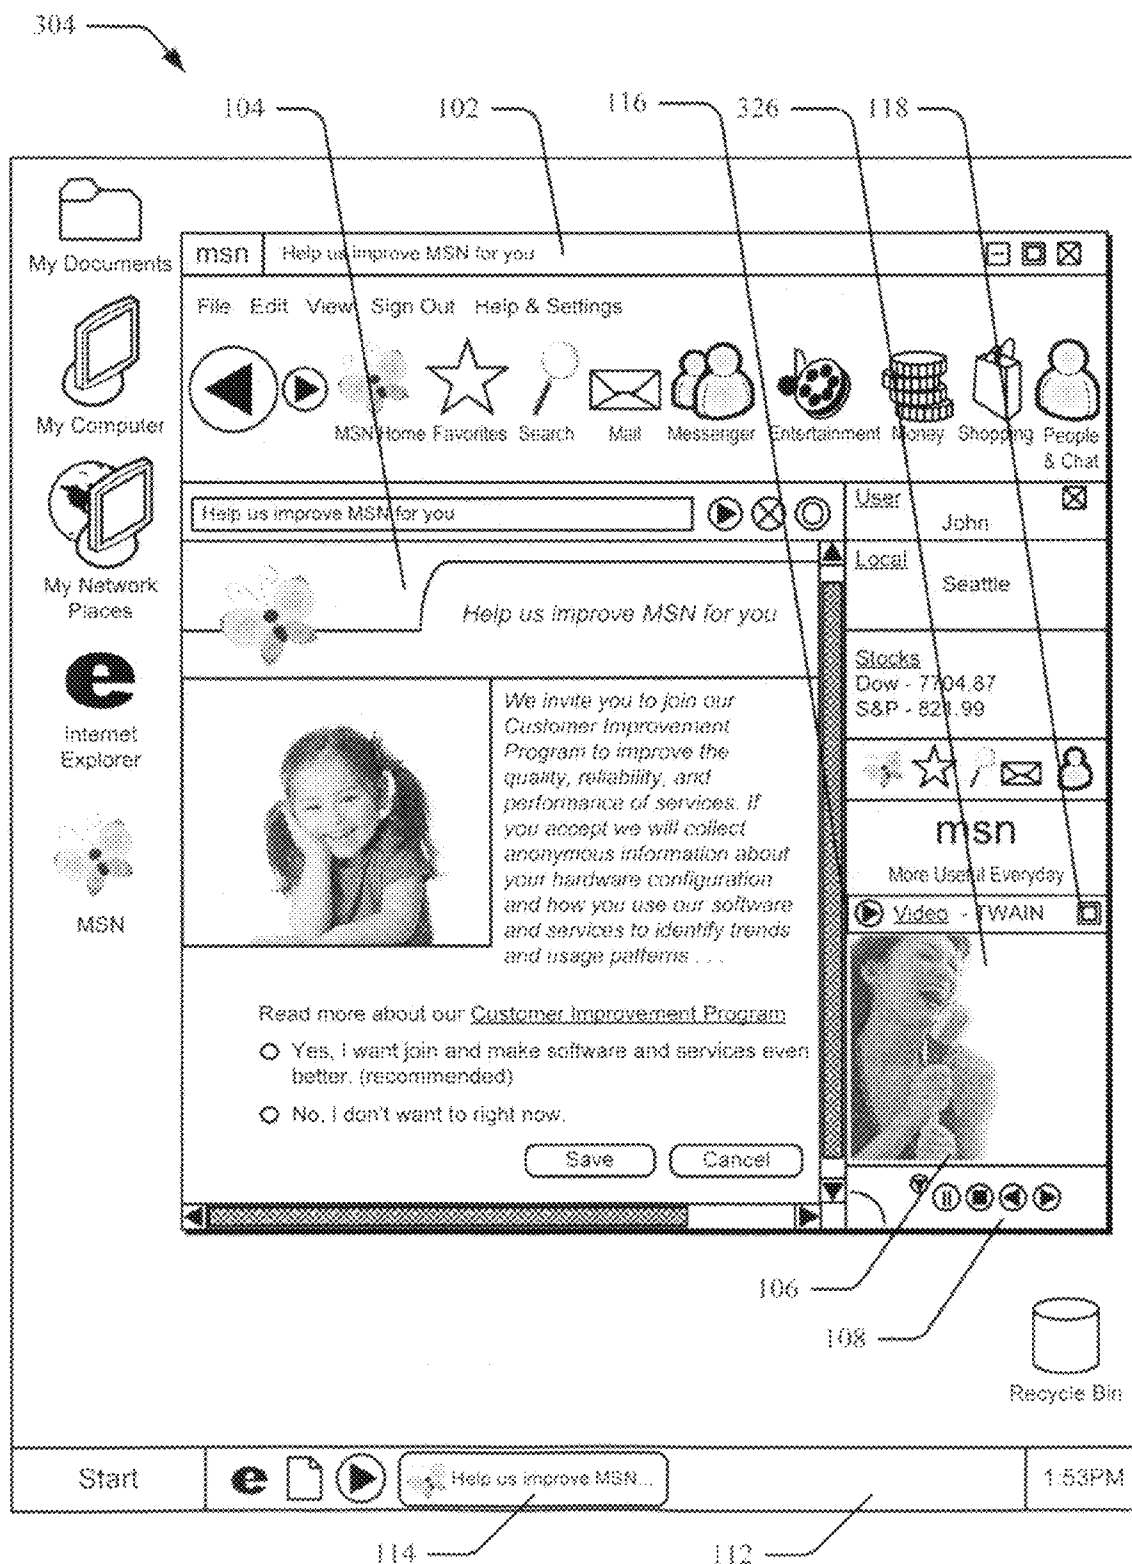 304
104
102
116
326
118
My Documents
My Computer
My Network
Places
Internet
Explorer
MSN
msn
Help us improve MSN for you
File Edit View Sign Out Help & Settings
MSN Home Favorites Search Mail Messenger Entertainment Money Shopping People
& Chat
Help us improve MSN for you
User
John
Local
Seattle
Help us improve MSN for you
Stocks
Dow - 7704.87
S&P - 821.99
We invite you to join our
Customer Improvement
Program to improve the
quality, reliability, and
performance of services. If
you accept we will collect
anonymous information about
your hardware configuration
and how you use our software
and services to identify trends
and usage patterns . . .
msn
More Useful Everyday
Video - TWAIN
Read more about our Customer Improvement Program
Yes, I want join and make software and services even
better. (recommended)
No, I don't want to right now.
Save
Cancel
106
108
Recycle Bin
Start
e
Help us improve MSN...
1:53PM
114
112